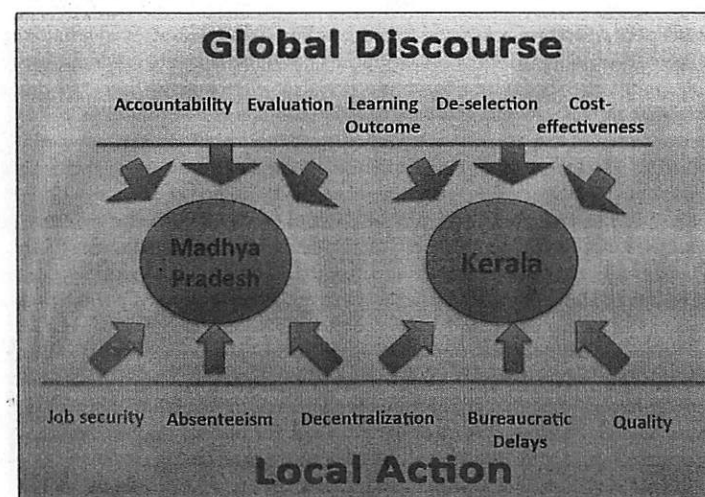 Global Discourse
Accountability Evaluation Learning De-selection Cost-
Outcome effectiveness
Madhya
Pradesh
Kerala
Job security Absenteeism Decentralization Bureaucratic Quality
Delays
Local Action